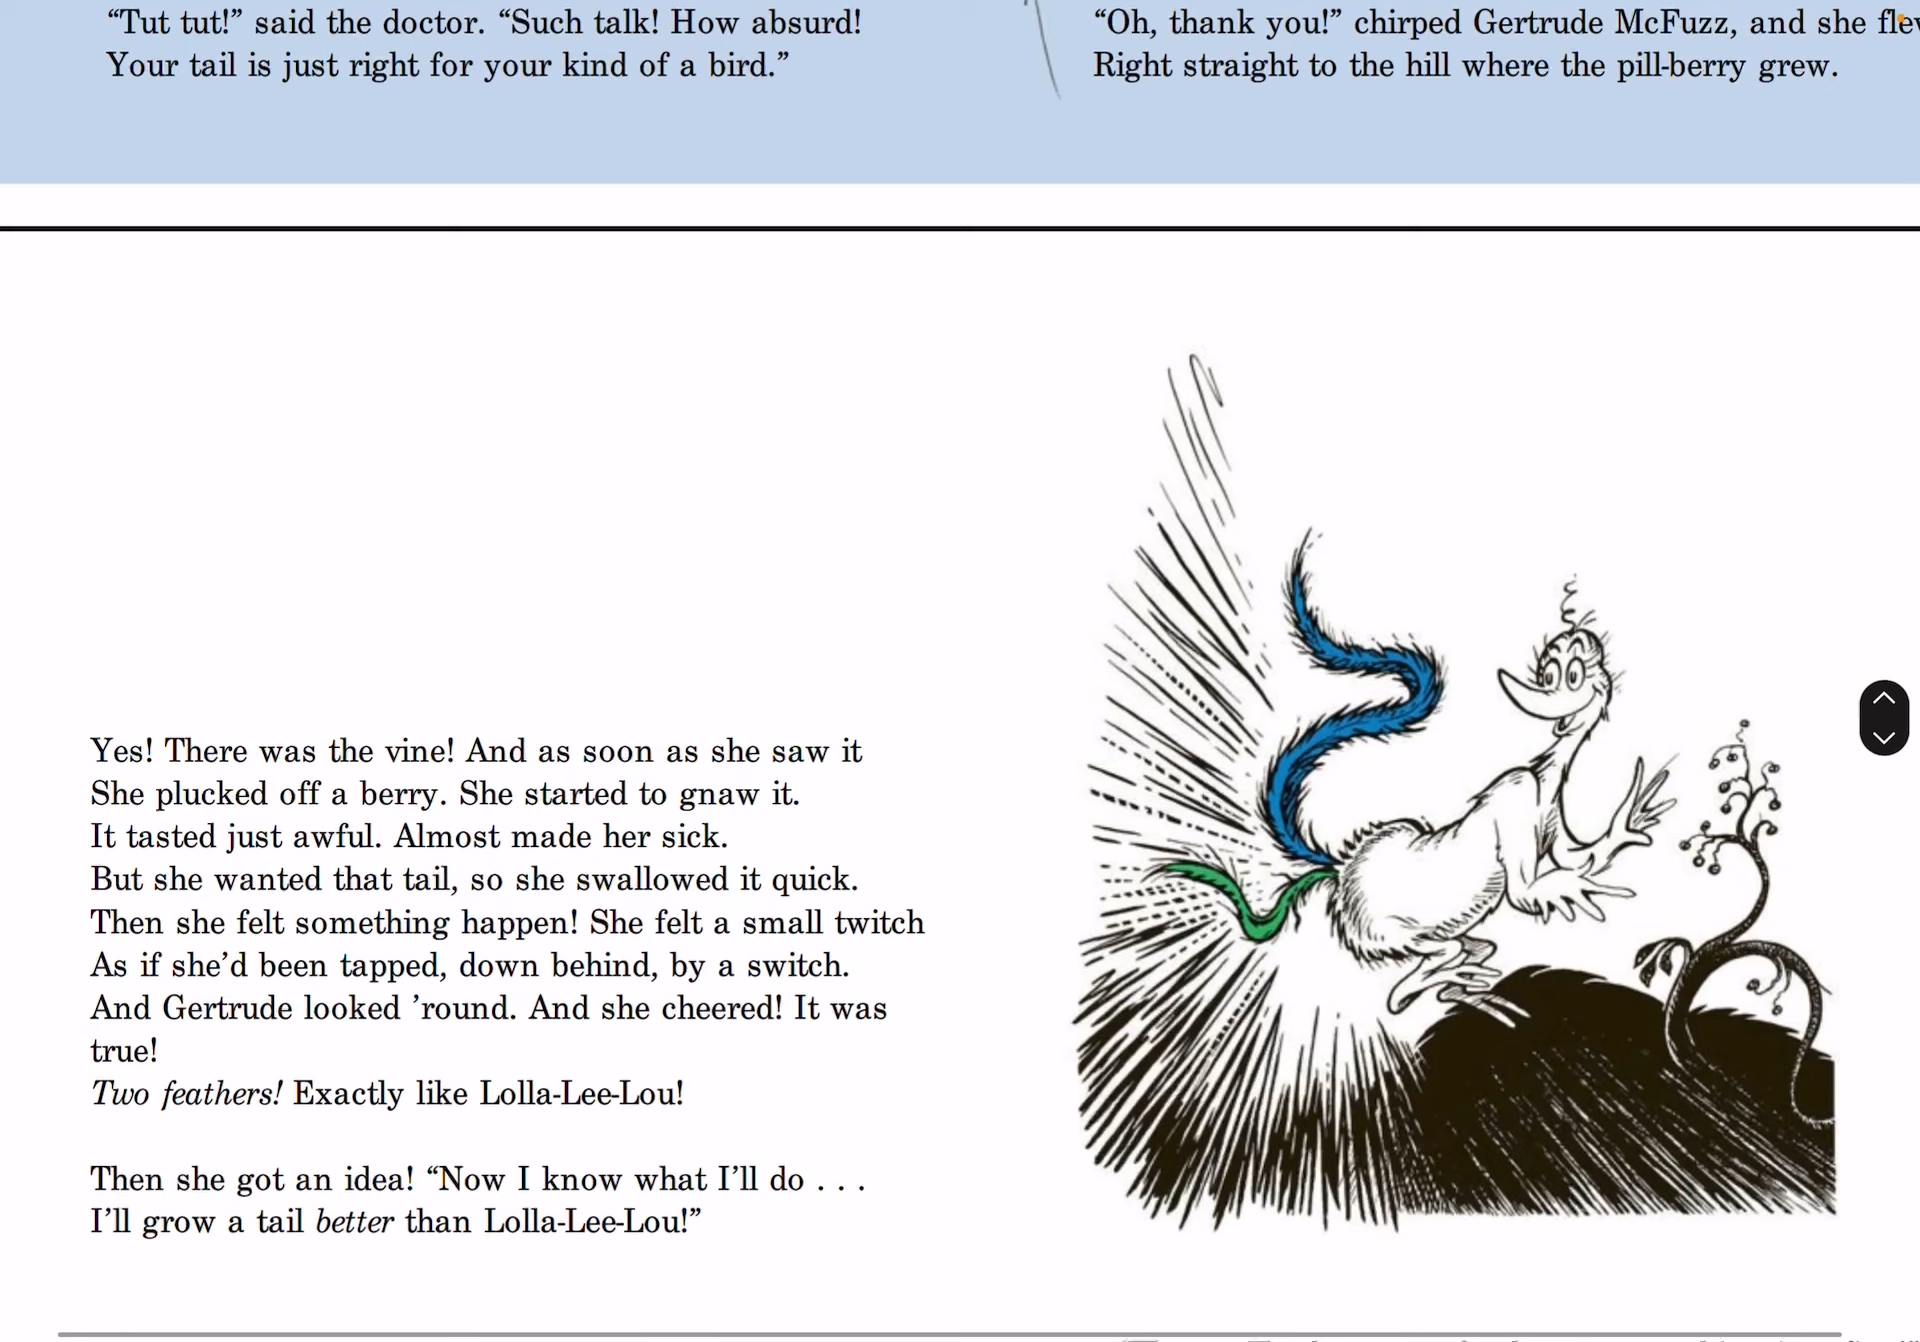 “Tut tut!” said the doctor. “Such talk! How absurd!
Your tail is just right for your kind of a bird.”
“Oh, thank you!” chirped Gertrude McFuzz, and she
Right straight to the hill where the pill-berry grew.
Yes! There was the vine! And as soon as she saw it
She plucked off a berry. She started to gnaw it.
It tasted just awful. Almost made her sick.
But she wanted that tail, so she swallowed it quick.
Then she felt something happen! She felt a small twitch
As if she’d been tapped, down behind, by a switch.
And Gertrude looked ’round. And she cheered! It was
true!
Two feathers! Exactly like Lolla-Lee-Lou!
Then she got an idea! “Now I know what I’ll do . . .
I’ll grow a tail better than Lolla-Lee-Lou!”